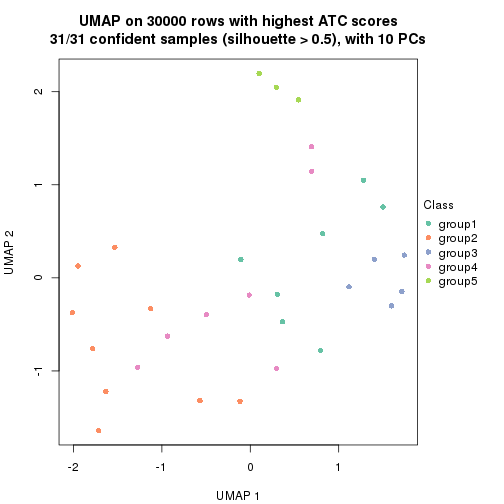 UMAP on 30000 rows with highest ATC scores
31/31 confident samples (silhouette > 0.5), with 10 PCs
2
1
0
-1
UMAP 2
-2
-1
0
1
UMAP 1
Class
group1
group2
group3
group4
group5